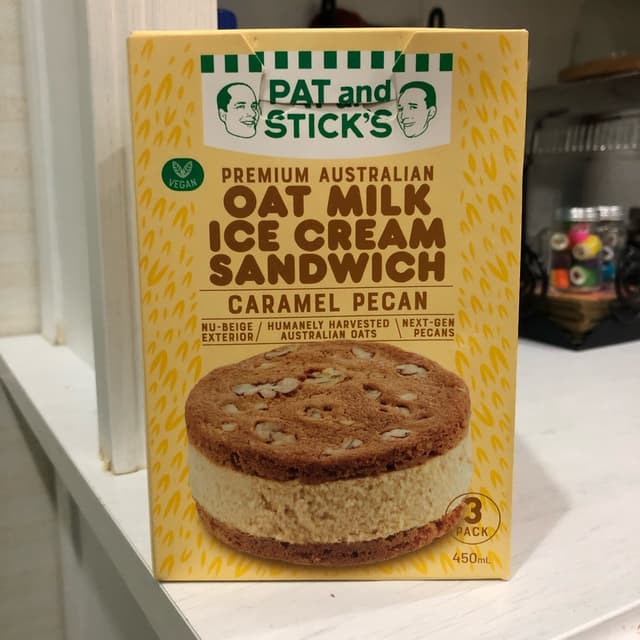 PAT and
STICK'S
VEGAN
PREMIUM AUSTRALIAN
OAT MILK
ICE CREAM
SANDWICH
CARAMEL PECAN
NU-BEIGE
EXTERIOR
HUMANELY HARVESTED
AUSTRALIAN OATS
NEXT-GEN
PECANS
3
PACK
450mL